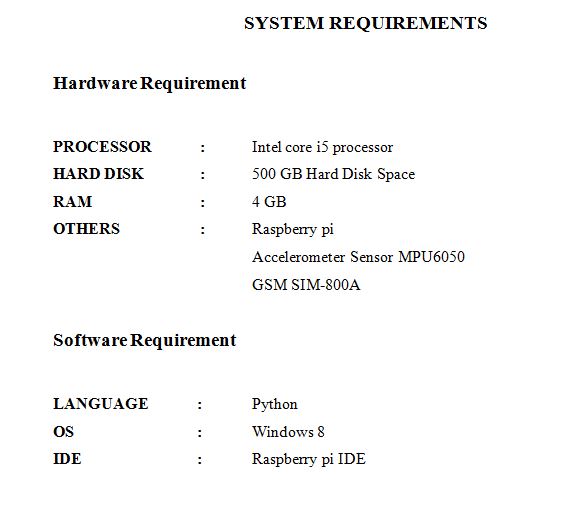 SYSTEM REQUIREMENTS
Hardware Requirement
PROCESSOR : Intel core i5 processor
HARD DISK : 500 GB Hard Disk Space
RAM : 4 GB
OTHERS : Raspberry pi
Accelerometer Sensor MPU6050
GSM SIM-800A
Software Requirement
LANGUAGE : Python
OS : Windows 8
IDE : Raspberry pi IDE